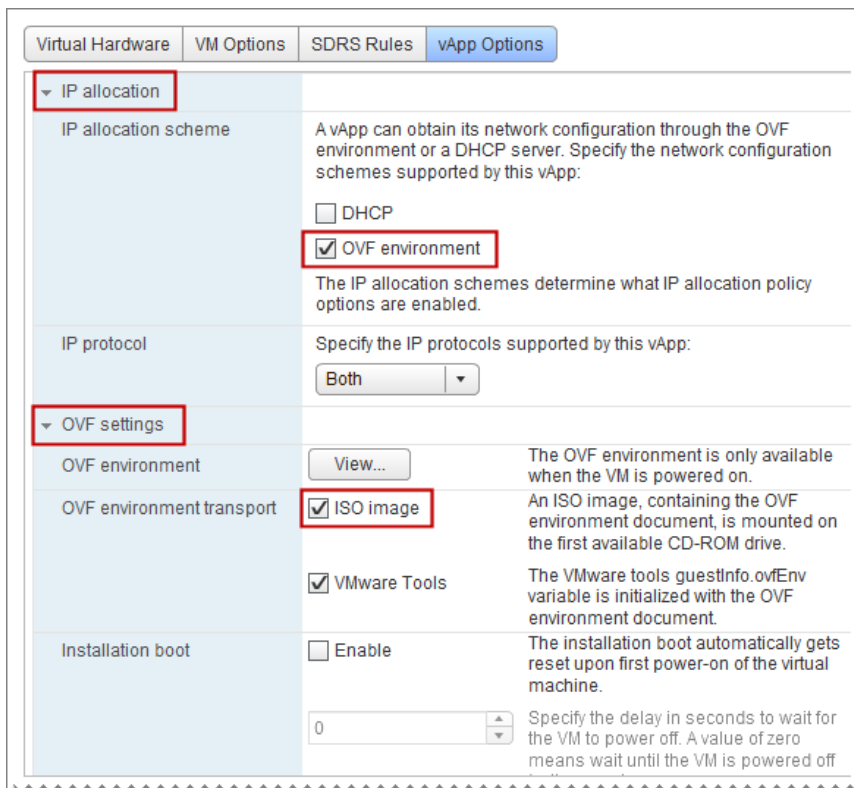 Virtual Hardware VM Options SDRS Rules vApp Options
IP allocation
IP allocation scheme
A vApp can obtain its network configuration through the OVF
environment or a DHCP server. Specify the network configuration
schemes supported by this vApp:
DHCP
OVF environment
The IP allocation schemes determine what IP allocation policy
options are enabled.
IP protocol
Specify the IP protocols supported by this vApp:
Both
OVF settings
OVF environment
View...
The OVF environment is only available
when the VM is powered on.
OVF environment transport
ISO image
An ISO image, containing the OVF
environment document, is mounted on
the first available CD-ROM drive.
VMware Tools
The VMware tools guestInfo.ovfEnv
variable is initialized with the OVF
environment document.
Installation boot
Enable
The installation boot automatically gets
reset upon first power-on of the virtual
machine.
0
Specify the delay in seconds to wait for
the VM to power off. A value of zero
means wait until the VM is powered off